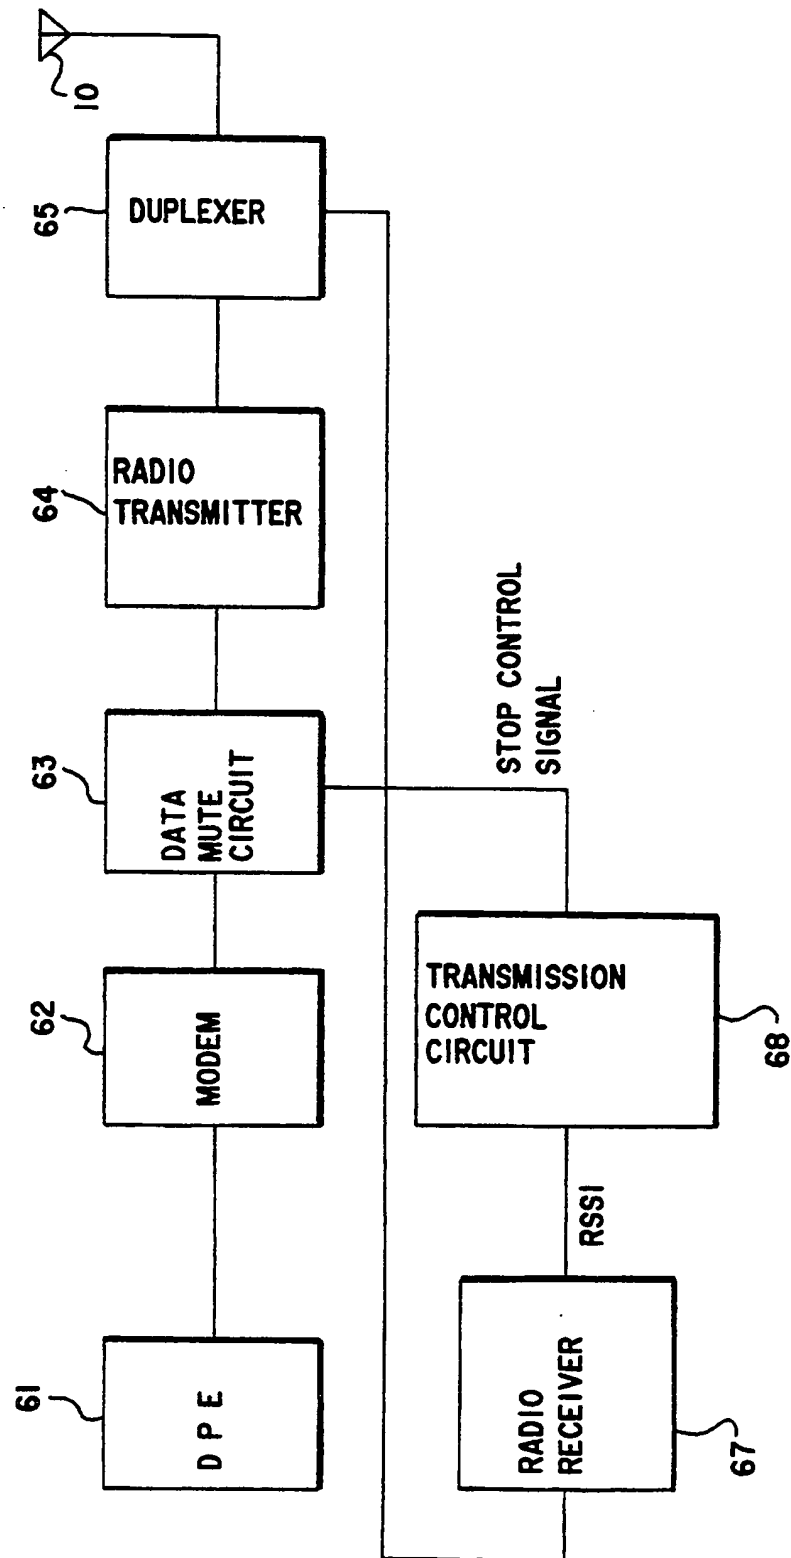 10
65
DUPLEXER
64
RADIO
TRANSMITTER
63
DATA
MUTE
CIRCUIT
STOP CONTROL
SIGNAL
62
MODEM
TRANSMISSION
CONTROL
CIRCUIT
68
RSSI
61
DPE
RADIO
RECEIVER
67